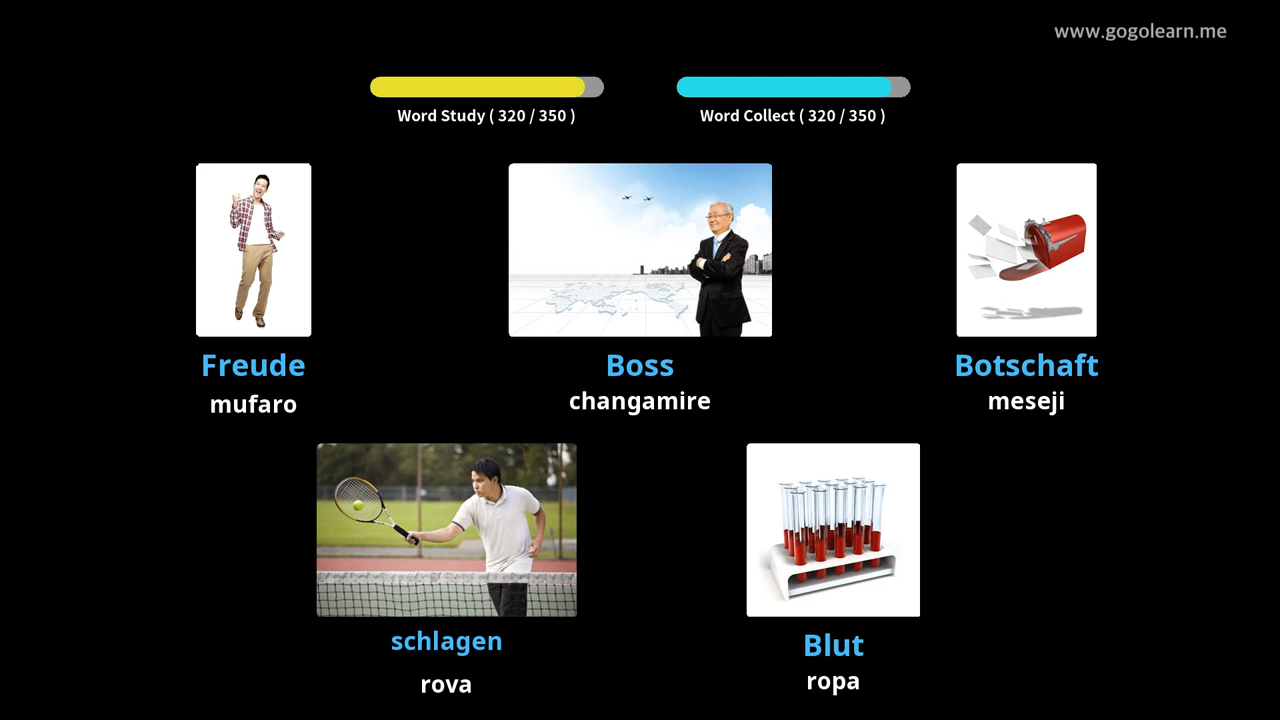 www.gogolearn.me
Word Study ( 320 / 350 )
Word Collect ( 320 / 350 )
Freude
mufaro
Boss
changamire
Botschaft
meseji
schlagen
rova
Blut
ropa